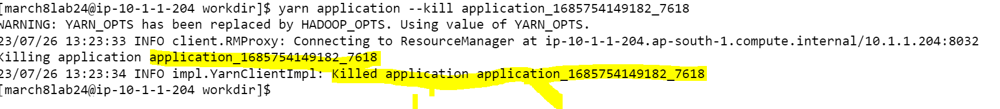 [march8lab24@ip-10-1-1-204 workdir]$ yarn application --kill application_1685754149182_7618
WARNING: YARN_OPTS has been replaced by HADOOP_OPTS. Using value of YARN_OPTS.
23/07/26 13:23:33 INFO client.RMProxy: Connecting to ResourceManager at ip-10-1-1-204.ap-south-1.compute.internal/10.1.1.204:8032
Killing application application_1685754149182_7618
23/07/26 13:23:34 INFO impl.YarnClientImpl: Killed application application_1685754149182_7618
[march8lab24@ip-10-1-1-204 workdir]$